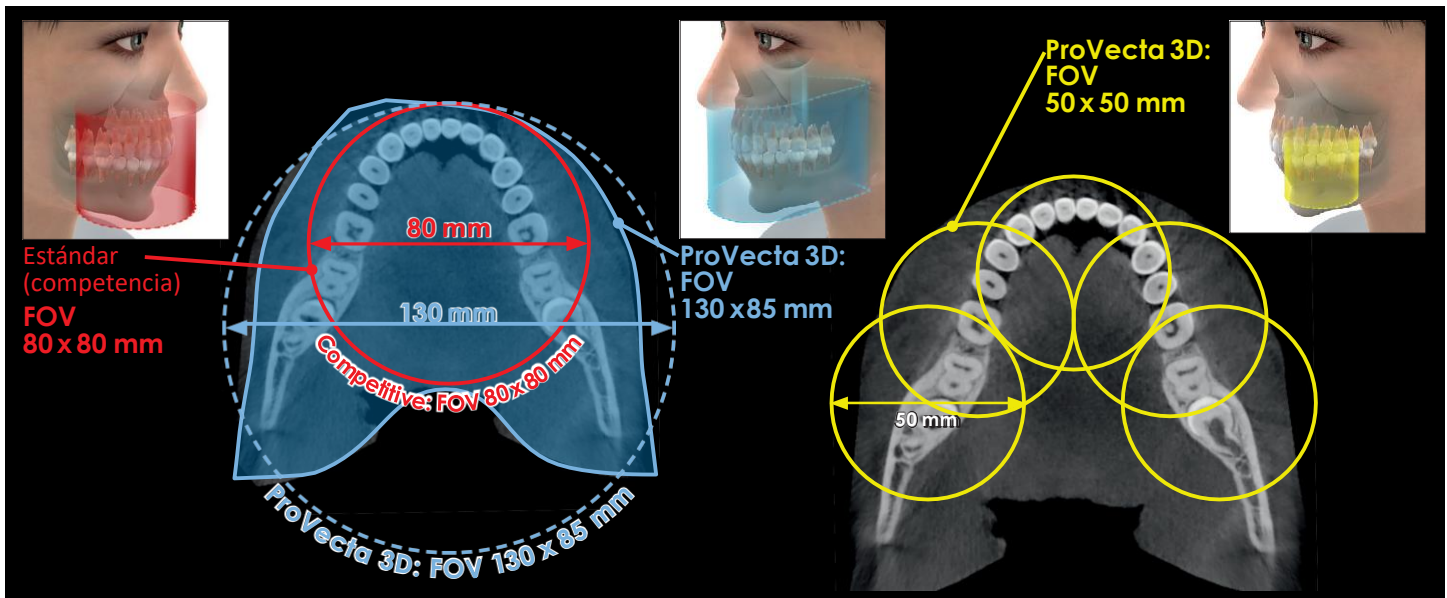 Estándar
(competencia)
FOV
80 x 80 mm
80 mm
130 mm
Competitive: FOV 80 x 80 mm
ProVecta 3D: FOV 130 x 85 mm
ProVecta 3D:
FOV
130 x 85 mm
ProVecta 3D:
FOV
50 x 50 mm
50 mm